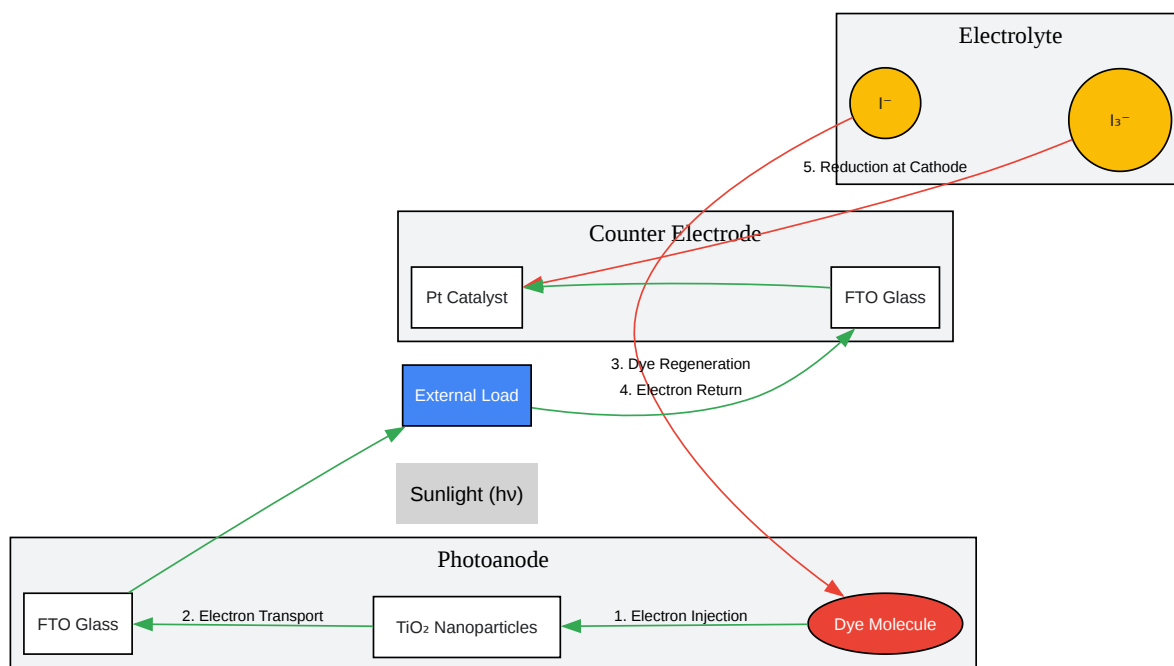 Electrolyte
I⁻
I₃⁻
5. Reduction at Cathode
Counter Electrode
Pt Catalyst
FTO Glass
3. Dye Regeneration
4. Electron Return
External Load
Sunlight (hν)
Photoanode
FTO Glass
2. Electron Transport
TiO₂ Nanoparticles
1. Electron Injection
Dye Molecule